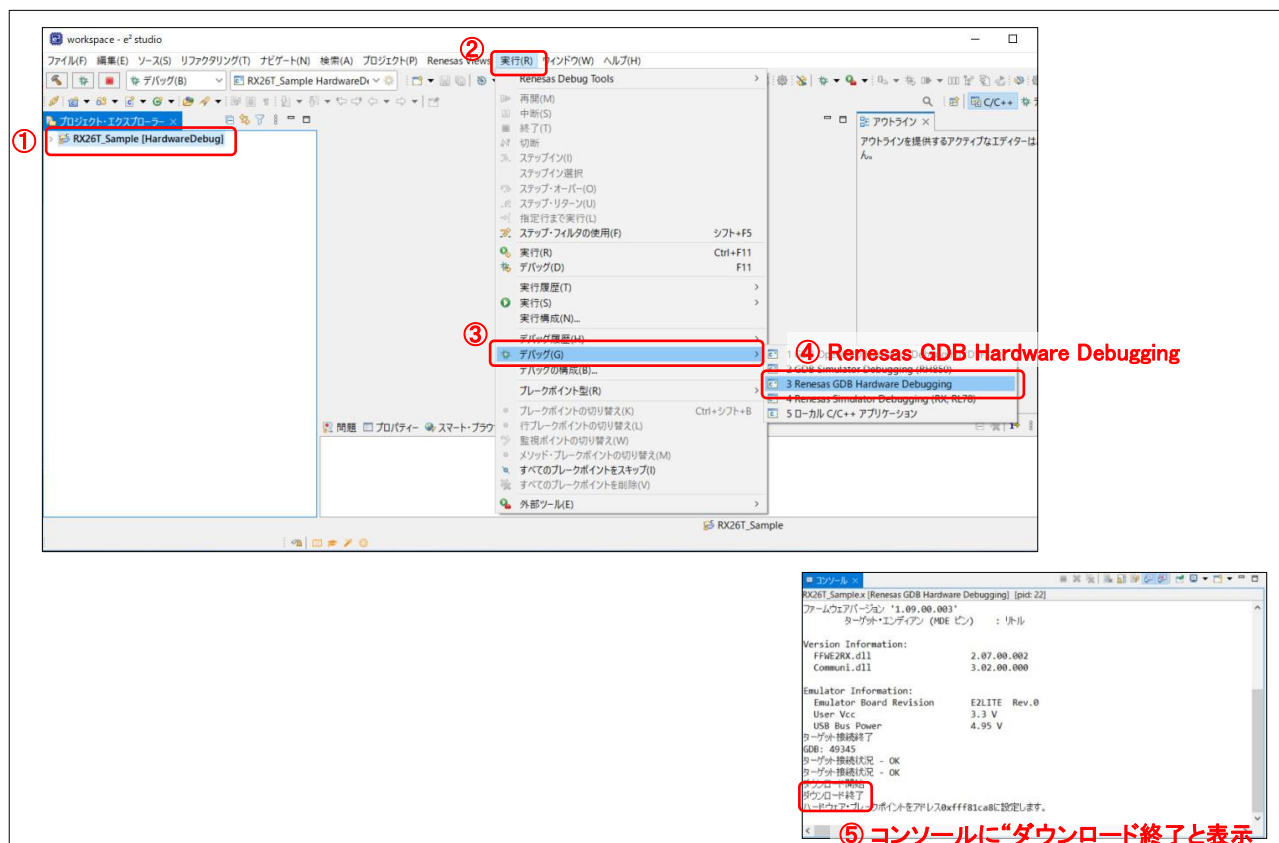 workspace - e² studio
ファイル(F) 編集(E) ソース(S) リファクタリング(T) ナビゲート(N) 検索(A) プロジェクト(P) Renesas Views 実行(R) ウィンドウ(W) ヘルプ(H)
②
デバッグ(B)
RX26T_Sample HardwareDe
C/C++
プロジェクト・エクスプローラー
①
RX26T_Sample [HardwareDebug]
Renesas Debug Tools
再開(M)
中断(S)
終了(T)
切断
ステップイン(I)
ステップイン選択
ステップ・オーバー(O)
ステップ・リターン(U)
指定行まで実行(L)
ステップ・フィルタの使用(F) シフト+F5
実行(R) Ctrl+F11
デバッグ(D) F11
実行履歴(T)
実行(S)
実行構成(N)...
デバッグ履歴(H)
③
デバッグ(G)
デバッグの構成(B)...
ブレークポイント型(R)
ブレークポイントの切り替え(K) Ctrl+シフト+B
行ブレークポイントの切り替え(L)
監視ポイントの切り替え(W)
メソッド・ブレークポイントの切り替え(M)
すべてのブレークポイントをスキップ(I)
すべてのブレークポイントを削除(V)
外部ツール(E)
アウトライン
アウトラインを提供するアクティブなエディターは
ん。
④ Renesas GDB Hardware Debugging
2 GDB Simulator Debugging (RH850)
3 Renesas GDB Hardware Debugging
4 Renesas Simulator Debugging (RX, RL78)
5 ローカル C/C++ アプリケーション
問題 プロパティー スマート・ブラウ
RX26T_Sample
コンソール
RX26T_Sample.x [Renesas GDB Hardware Debugging] [pid: 22]
ファームウェアバージョン '1.09.00.003'
ターゲット・エンディアン (MDE ピン) : リトル
Version Information:
FFWE2RX.dll 2.07.00.002
Communi.dll 3.02.00.000
Emulator Information:
Emulator Board Revision E2LITE Rev.0
User Vcc 3.3 V
USB Bus Power 4.95 V
ターゲット接続終了
GDB: 49345
ターゲット接続状況 - OK
ターゲット接続状況 - OK
ダウンロード開始
ダウンロード終了
ハードウェア・ブレークポイントをアドレス0xfff81ca8に設定します。
⑤ コンソールに“ダウンロード終了と表示